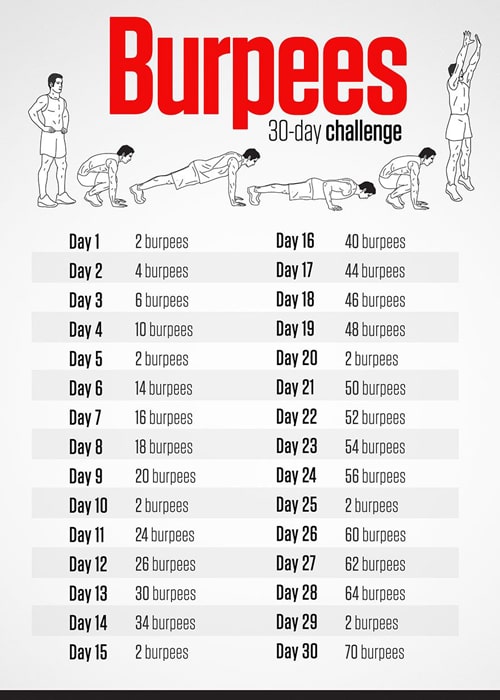 Burpees
30-day challenge
Day 1 2 burpees
Day 2 4 burpees
Day 3 6 burpees
Day 4 10 burpees
Day 5 2 burpees
Day 6 14 burpees
Day 7 16 burpees
Day 8 18 burpees
Day 9 20 burpees
Day 10 2 burpees
Day 11 24 burpees
Day 12 26 burpees
Day 13 30 burpees
Day 14 34 burpees
Day 15 2 burpees
Day 16 40 burpees
Day 17 44 burpees
Day 18 46 burpees
Day 19 48 burpees
Day 20 2 burpees
Day 21 50 burpees
Day 22 52 burpees
Day 23 54 burpees
Day 24 56 burpees
Day 25 2 burpees
Day 26 60 burpees
Day 27 62 burpees
Day 28 64 burpees
Day 29 2 burpees
Day 30 70 burpees